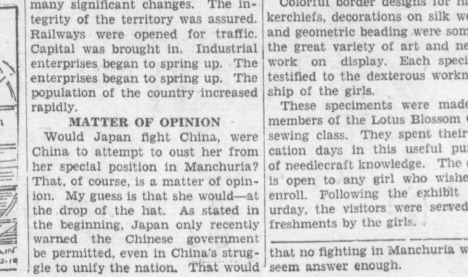 many significant changes. The in-
tegrity of the territory was assured.
Railways were opened for traffic.
Capital was brought in. Industrial
enterprises began to spring up. The
enterprises began to spring up. The
population of the country increased
rapidly.
MATTER OF OPINION
Would Japan fight China, were
China to attempt to oust her from
her special position in Manchuria?
That, of course, is a matter of opin-
ion. My guess is that she would—at
the drop of the hat. As stated in
the beginning, Japan only recently
warned the Chinese government
be permitted, even in China's strug-
gle to unify the nation. That would
Colorful border designs for
kerchiefs, decorations on silk
and geometric beading were
the great variety of art and
work on display. Each
testified to the dexterous
ship of the girls.
These speciments were made
members of the Lotus Blossom
sewing class. They spent their
cation days in this useful
of needlecraft knowledge. The
is open to any girl who
enroll. Following the exhibit
urday, the visitors were served
freshments by the girls.
that no fighting in Manchuria
seem answer enough.